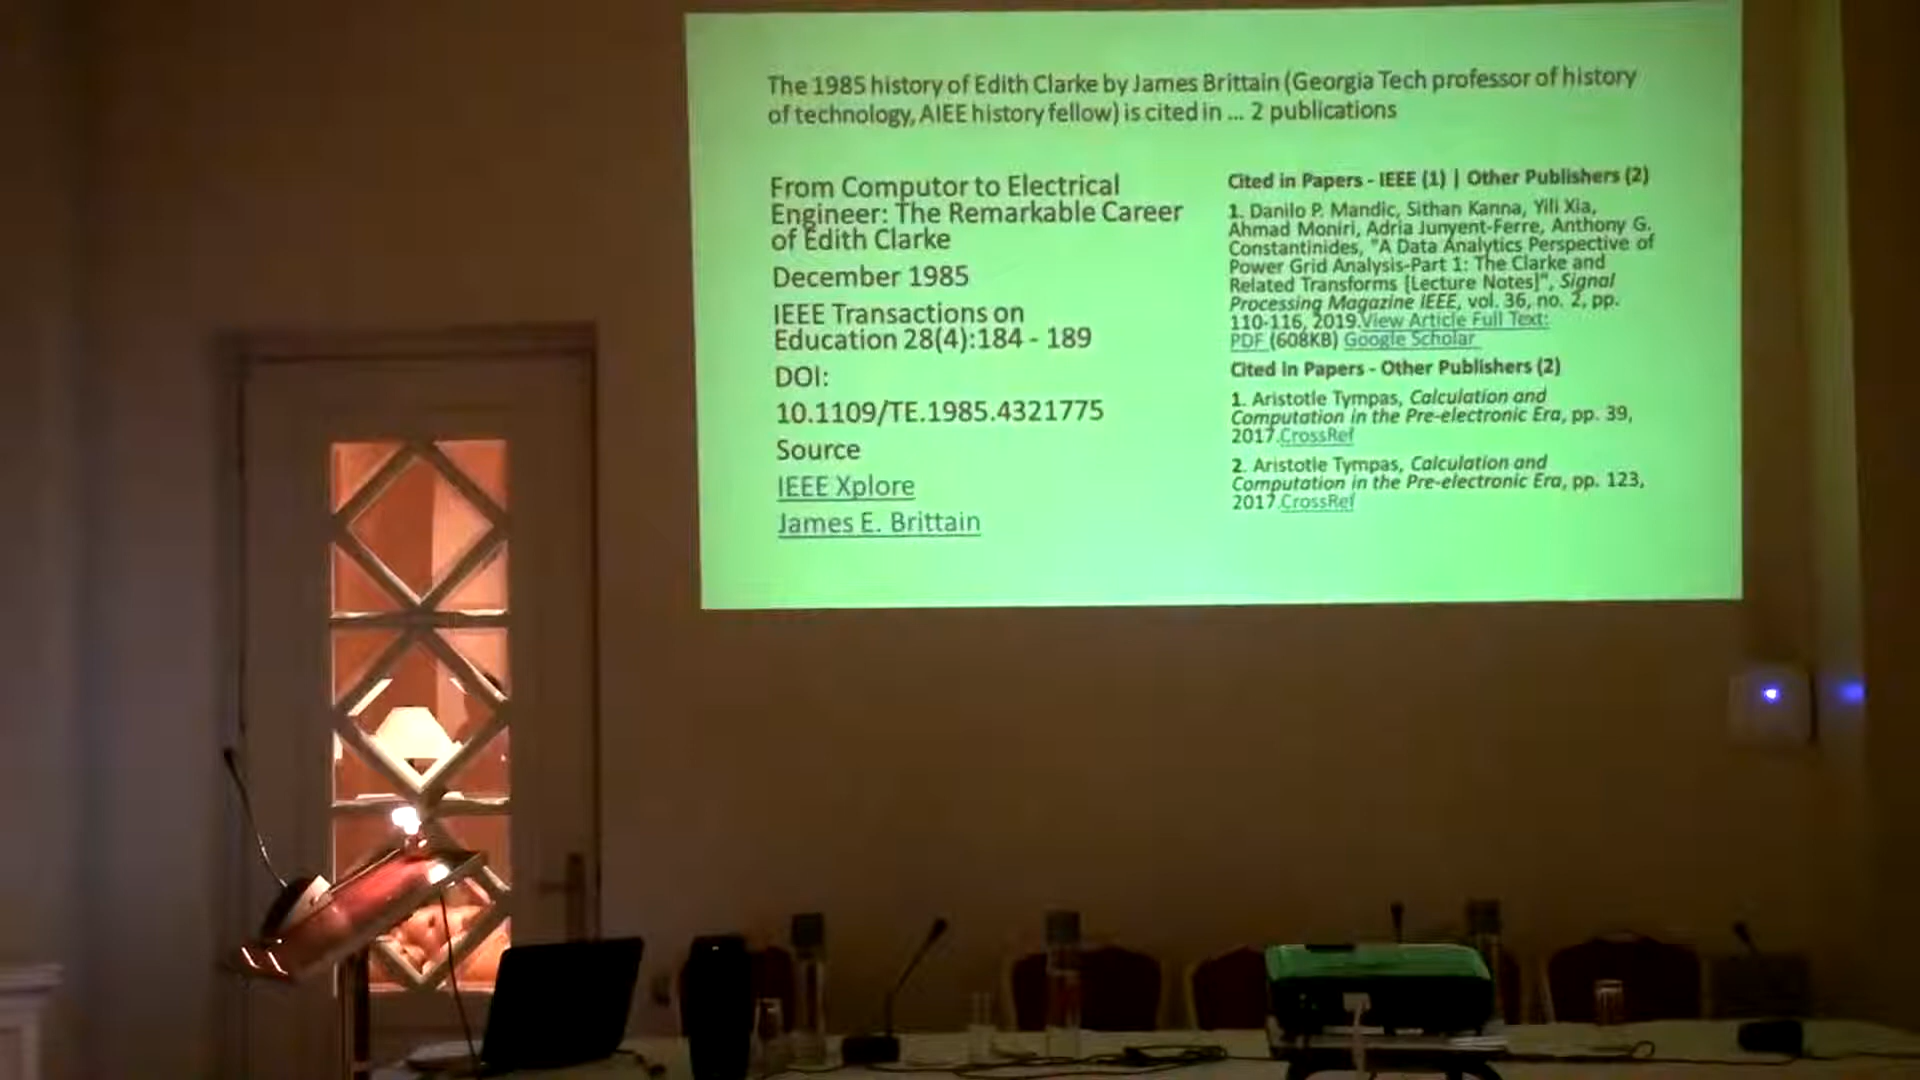 The 1985 history of Edith Clarke by James Brittain (Georgia Tech professor of history
of technology, AIEE history fellow) is cited in ... 2 publications
From Computor to Electrical
Engineer: The Remarkable Career
of Edith Clarke
December 1985
IEEE Transactions on
Education 28(4):184 - 189
DOI:
10.1109/TE.1985.4321775
Source
IEEE Xplore
James E. Brittain
Cited in Papers - IEEE (1) | Other Publishers (2)
1. Danilo P. Mandic, Sithan Kanna, Yili Xia,
Ahmad Moniri, Adria Junyent-Ferre, Anthony G.
Constantinides, "A Data Analytics Perspective of
Power Grid Analysis-Part 1: The Clarke and
Related Transforms [Lecture Notes]", Signal
Processing Magazine IEEE, vol. 36, no. 2, pp.
110-116, 2019.View Article Full Text:
PDF (608KB) Google Scholar
Cited in Papers - Other Publishers (2)
1. Aristotle Tympas, Calculation and
Computation in the Pre-electronic Era, pp. 39,
2017.CrossRef
2. Aristotle Tympas, Calculation and
Computation in the Pre-electronic Era, pp. 123,
2017.CrossRef